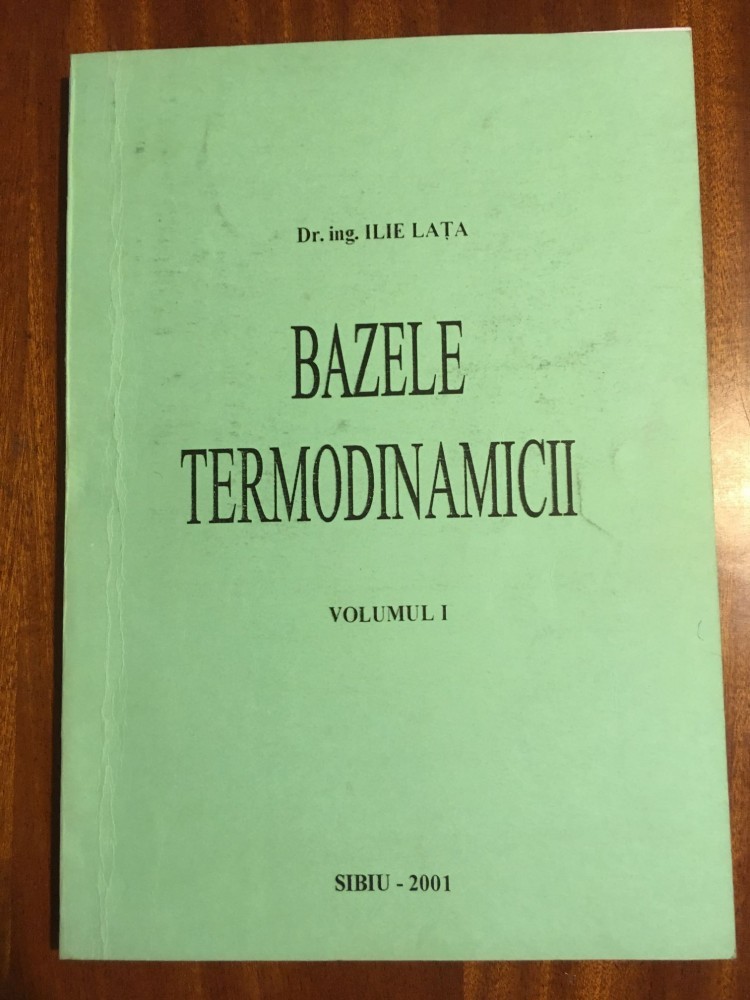 Dr. ing. ILIE LAȚA
BAZELE
TERMODINAMICII
VOLUMUL I
SIBIU - 2001